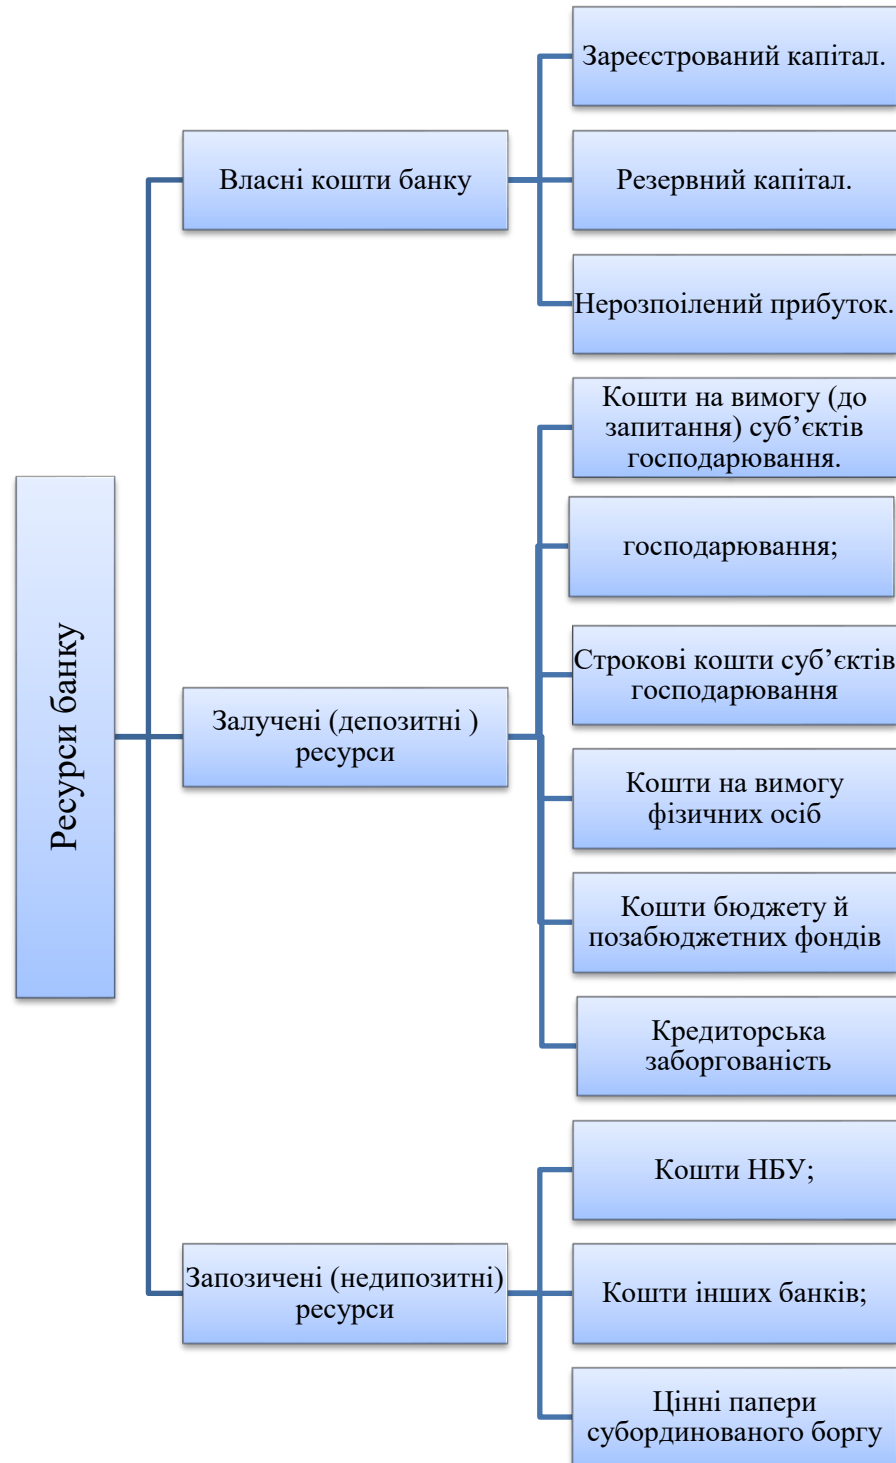 Ресурси банку
Власні кошти банку
Зареєстрований капітал.
Резервний капітал.
Нерозпоілений прибуток.
Залучені (депозитні )
ресурси
Кошти на вимогу (до
запитання) суб’єктів
господарювання.
господарювання;
Строкові кошти суб’єктів
господарювання
Кошти на вимогу
фізичних осіб
Кошти бюджету й
позабюджетних фондів
Кредиторська
заборгованість
Запозичені (недипозитні)
ресурси
Кошти НБУ;
Кошти інших банків;
Цінні папери
субординованого боргу